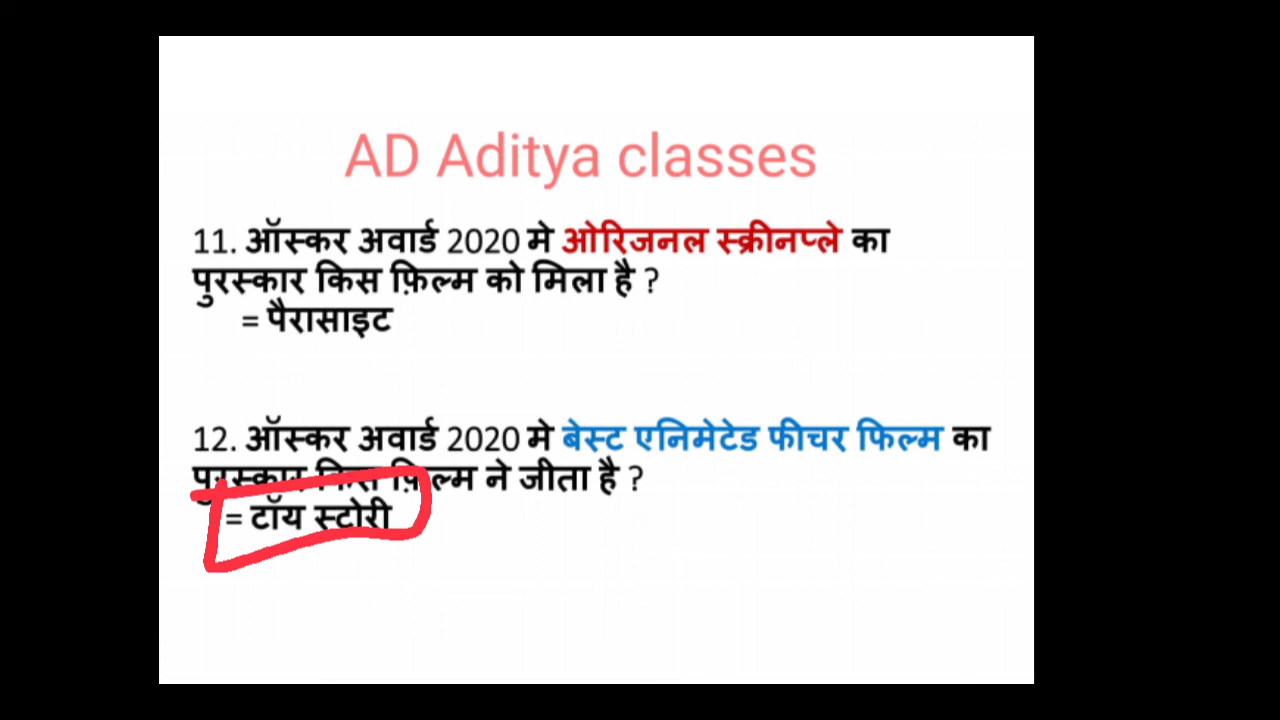 AD Aditya classes
11. ऑस्कर अवार्ड 2020 मे ओरिजनल स्क्रीनप्ले का
पुरस्कार किस फ़िल्म को मिला है ?
= पैरासाइट
12. ऑस्कर अवार्ड 2020 मे बेस्ट एनिमेटेड फीचर फिल्म का
पुरस्कार किस फ़िल्म ने जीता है ?
= टॉय स्टोरी